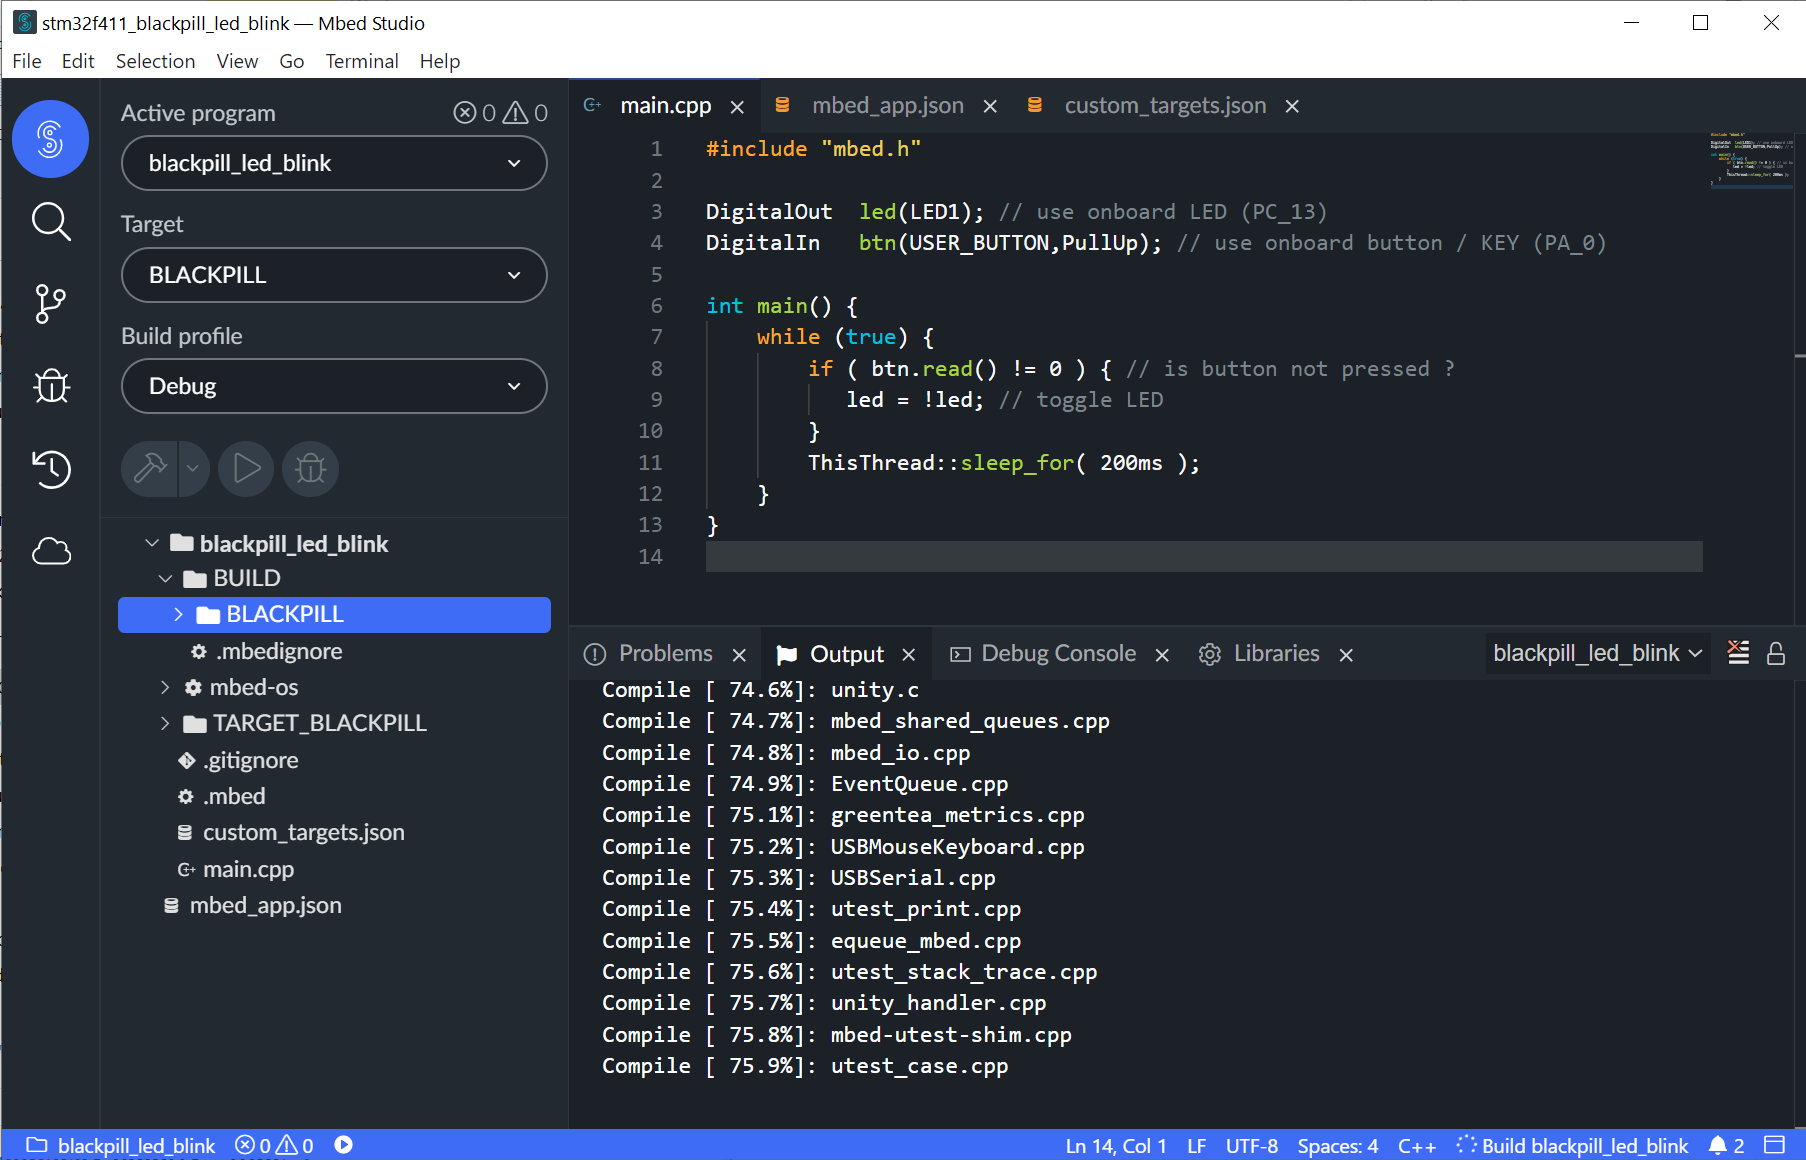 stm32f411_blackpill_led_blink — Mbed Studio
File Edit Selection View Go Terminal Help
Active program 0 0
blackpill_led_blink
Target
BLACKPILL
Build profile
Debug
blackpill_led_blink
BUILD
BLACKPILL
.mbedignore
mbed-os
TARGET_BLACKPILL
.gitignore
.mbed
custom_targets.json
main.cpp
mbed_app.json
main.cpp mbed_app.json custom_targets.json
1 #include "mbed.h"
2
3 DigitalOut led(LED1); // use onboard LED (PC_13)
4 DigitalIn btn(USER_BUTTON,PullUp); // use onboard button / KEY (PA_0)
5
6 int main() {
7 while (true) {
8 if ( btn.read() != 0 ) { // is button not pressed ?
9 led = !led; // toggle LED
10 }
11 ThisThread::sleep_for( 200ms );
12 }
13 }
14
Problems Output Debug Console Libraries blackpill_led_blink
Compile [ 74.6%]: unity.c
Compile [ 74.7%]: mbed_shared_queues.cpp
Compile [ 74.8%]: mbed_io.cpp
Compile [ 74.9%]: EventQueue.cpp
Compile [ 75.1%]: greentea_metrics.cpp
Compile [ 75.2%]: USBMouseKeyboard.cpp
Compile [ 75.3%]: USBSerial.cpp
Compile [ 75.4%]: utest_print.cpp
Compile [ 75.5%]: equeue_mbed.cpp
Compile [ 75.6%]: utest_stack_trace.cpp
Compile [ 75.7%]: unity_handler.cpp
Compile [ 75.8%]: mbed-utest-shim.cpp
Compile [ 75.9%]: utest_case.cpp
blackpill_led_blink 0 0 Ln 14, Col 1 LF UTF-8 Spaces: 4 C++ Build blackpill_led_blink 2